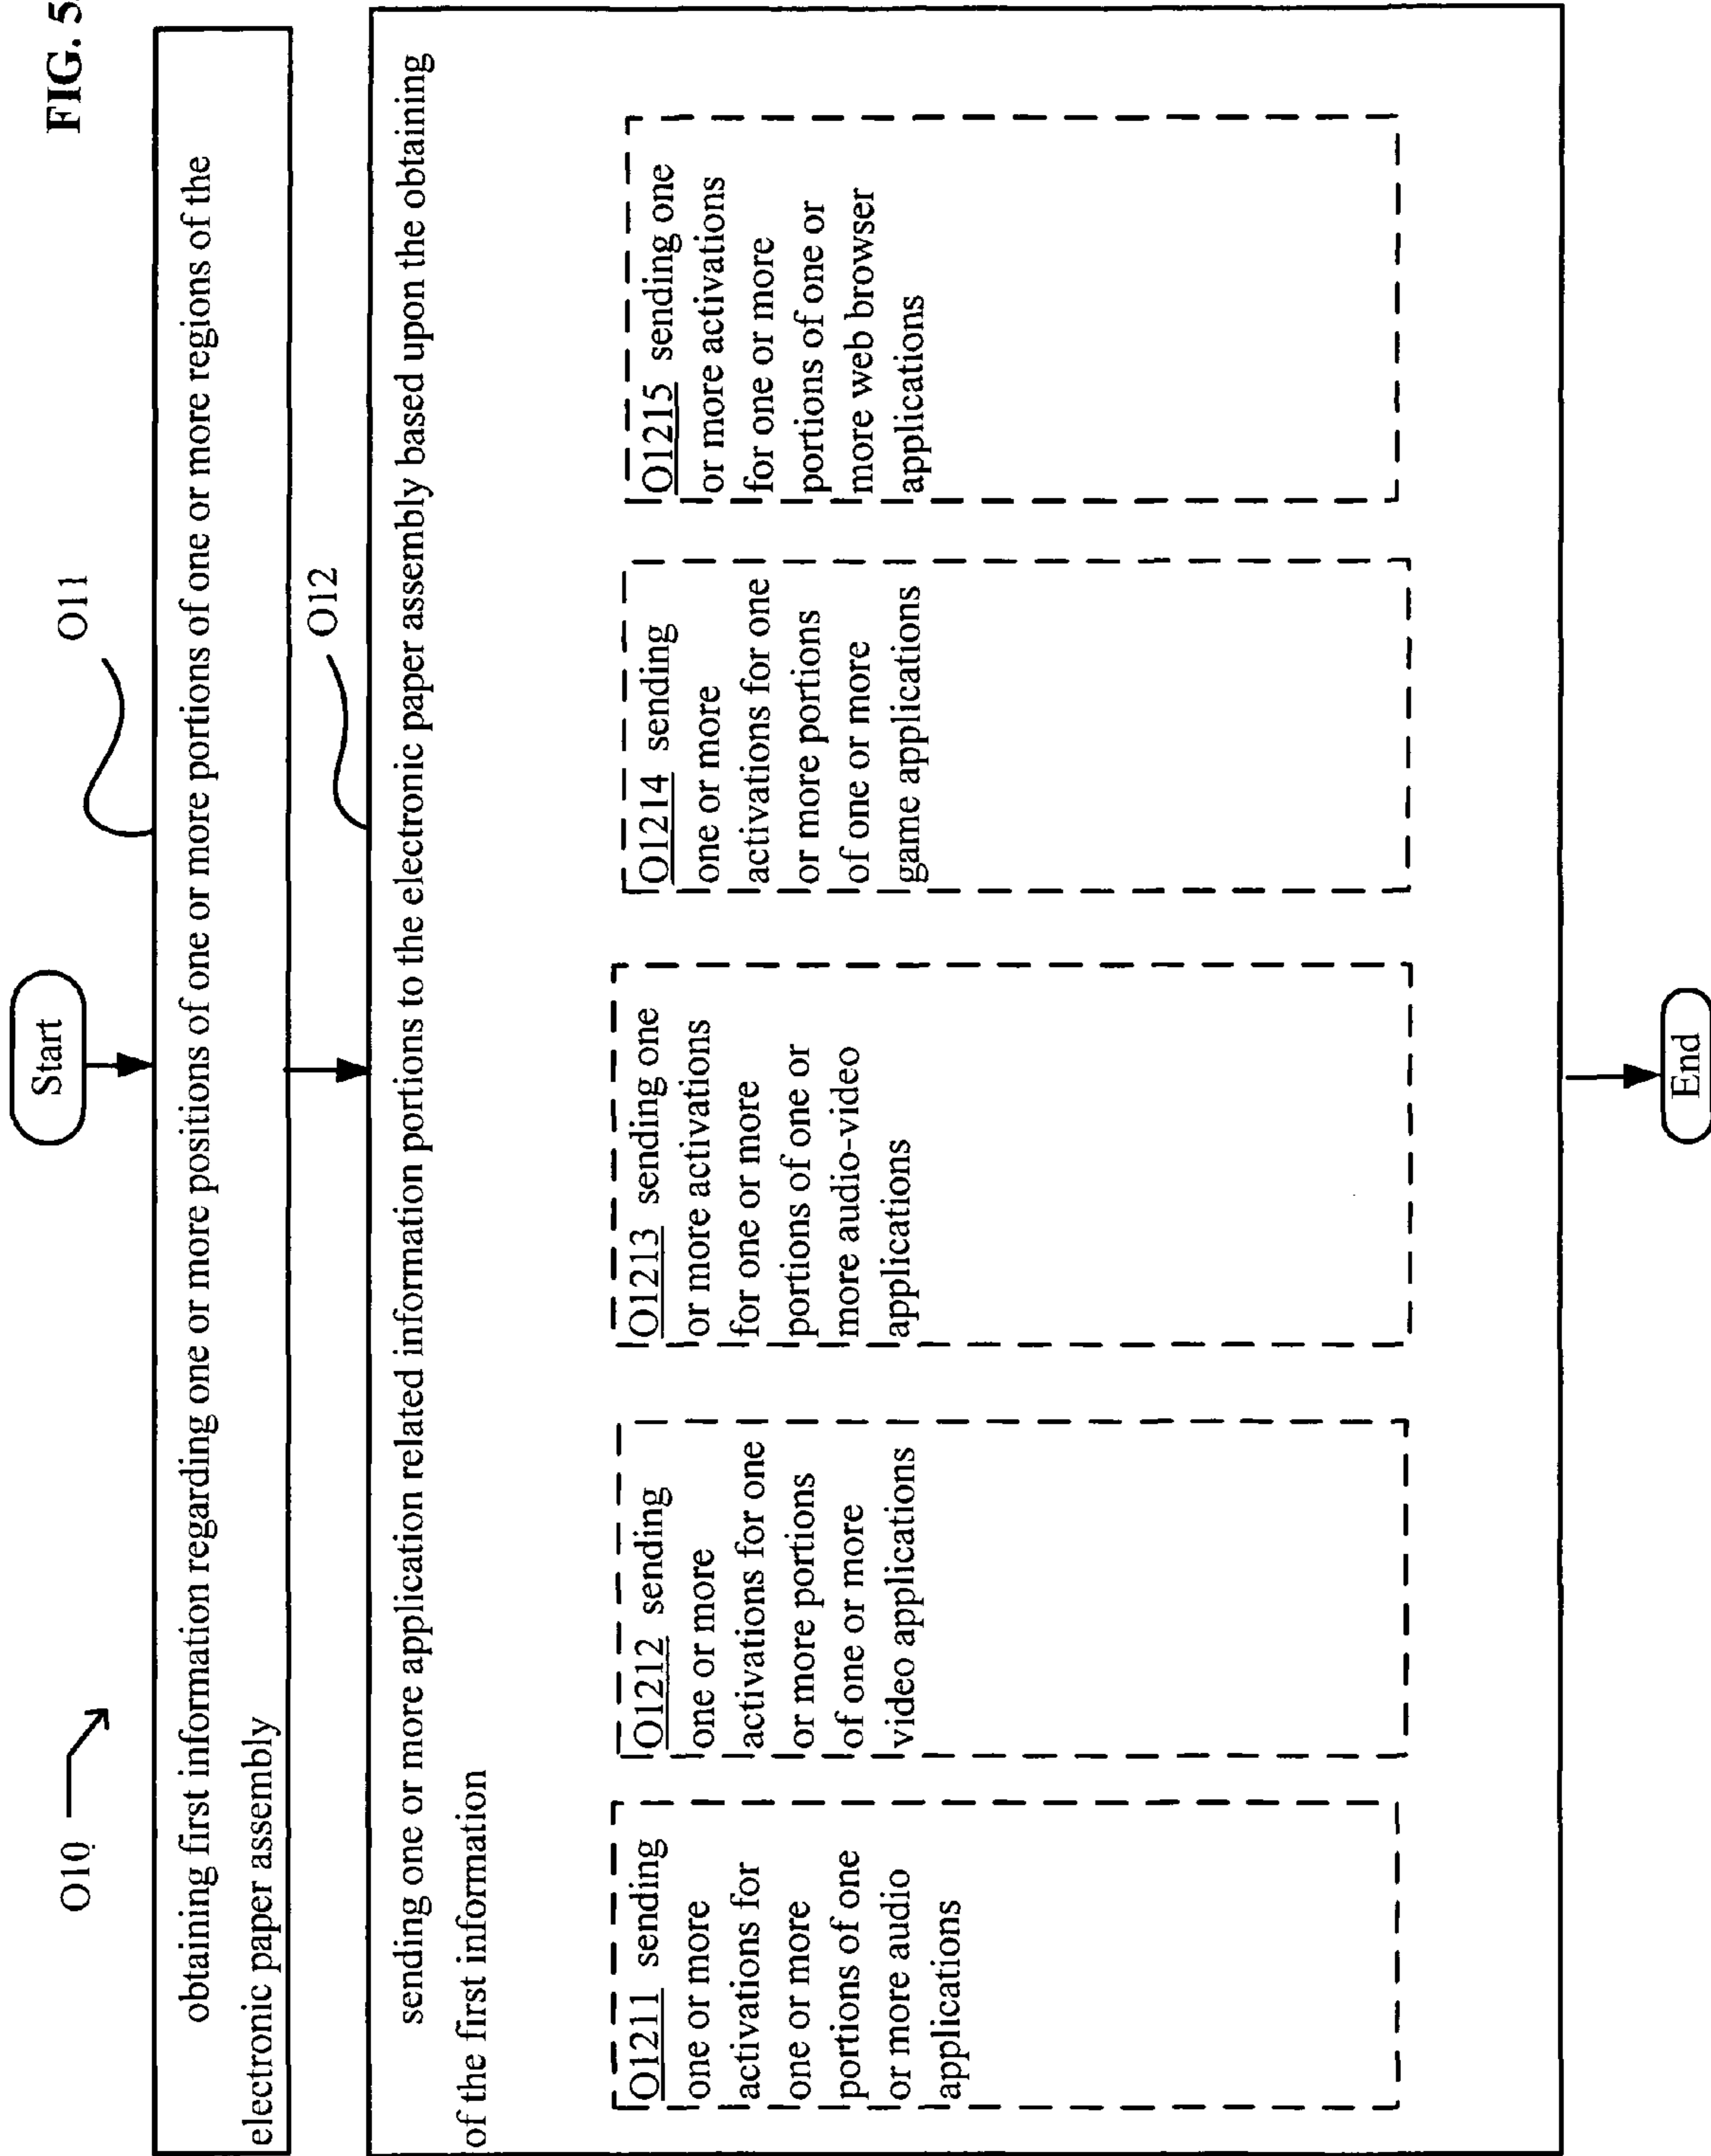 FIG. 5
O10
Start
O11
obtaining first information regarding one or more positions of one or more portions of one or more regions of the
electronic paper assembly
O12
sending one or more application related information portions to the electronic paper assembly based upon the obtaining
of the first information
O1211 sending
one or more
activations for
one or more
portions of one
or more audio
applications
O1212 sending
one or more
activations for one
or more portions
of one or more
video applications
O1213 sending one
or more activations
for one or more
portions of one or
more audio-video
applications
O1214 sending
one or more
activations for one
or more portions
of one or more
game applications
O1215 sending one
or more activations
for one or more
portions of one or
more web browser
applications
End